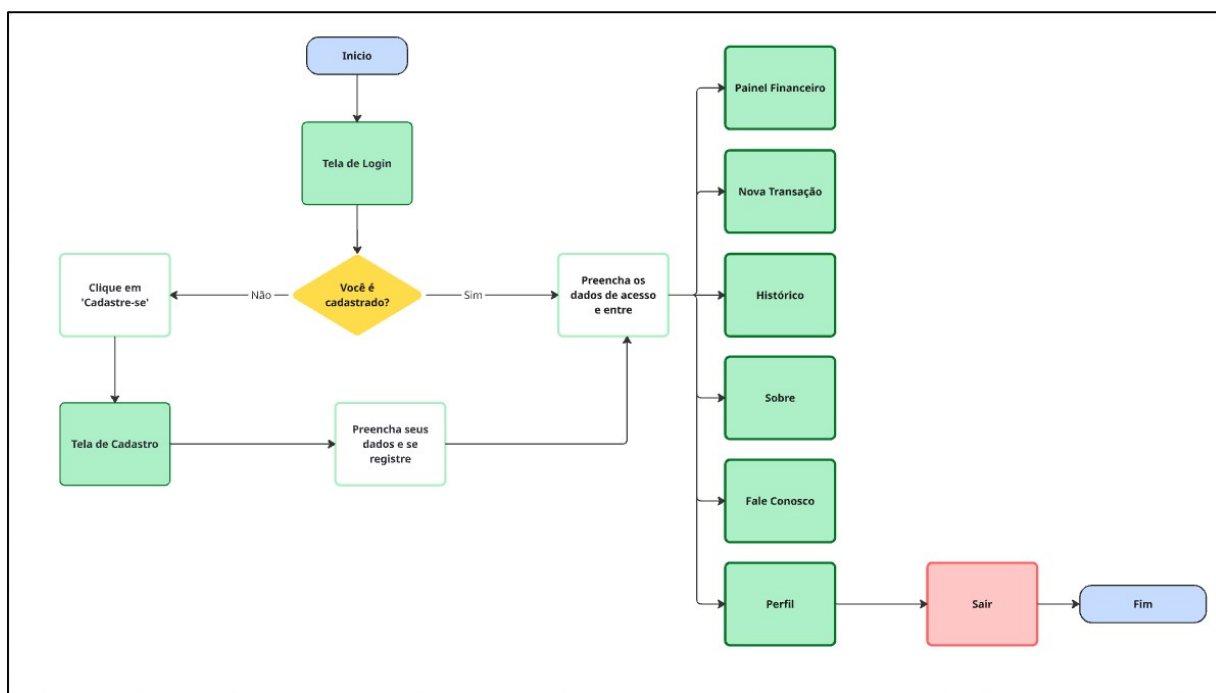 Inicio
Tela de Login
Você é
cadastrado?
Não
Sim
Clique em
'Cadastre-se'
Tela de Cadastro
Preencha seus
dados e se
registre
Preencha os
dados de acesso
e entre
Painel Financeiro
Nova Transação
Histórico
Sobre
Fale Conosco
Perfil
Sair
Fim